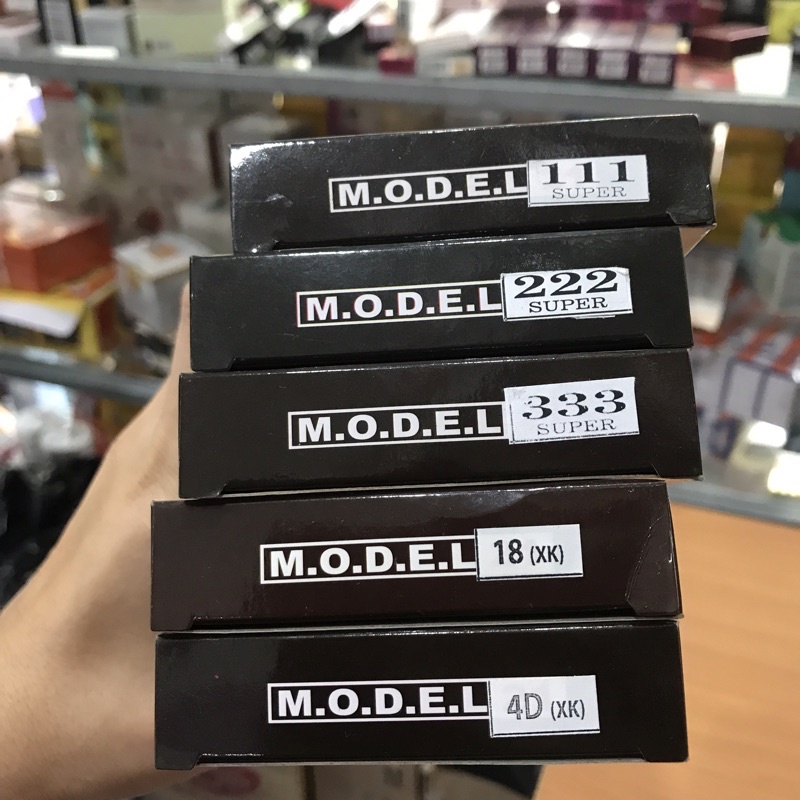 M.O.D.E.L 111
SUPER
M.O.D.E.L 222
SUPER
M.O.D.E.L 333
SUPER
M.O.D.E.L 18 (XK)
M.O.D.E.L 4D (XK)